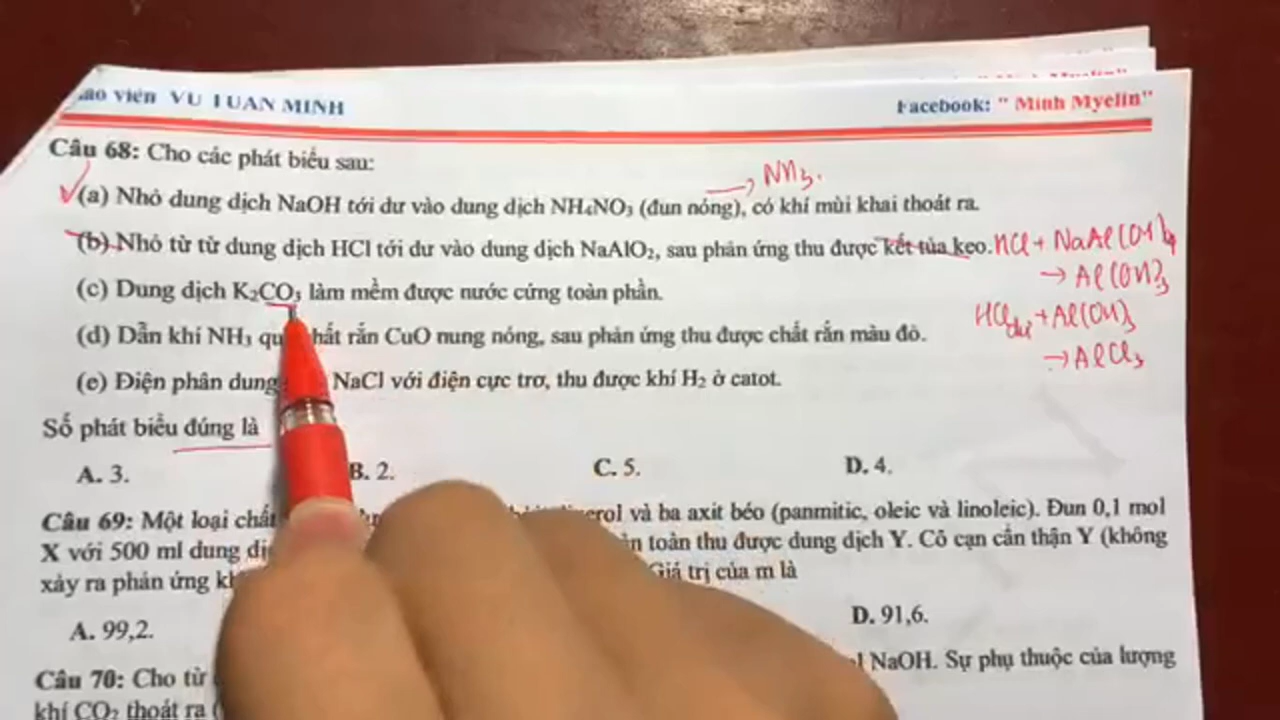 viên VU TUAN MINH
Facebook: " Minh Myelin"
Câu 68: Cho các phát biểu sau:
→ NH3.
(a) Nhỏ dung dịch NaOH tới dư vào dung dịch NH₄NO₃ (đun nóng), có khí mùi khai thoát ra.
(b) Nhỏ từ từ dung dịch HCl tới dư vào dung dịch NaAlO₂, sau phản ứng thu được kết tủa keo. HCl + NaAl(OH)4
→ Al(OH)3
(c) Dung dịch K₂CO₃ làm mềm được nước cứng toàn phần.
HCl dư + Al(OH)3
(d) Dẫn khí NH₃ chất rắn CuO nung nóng, sau phản ứng thu được chất rắn màu đỏ.
→ AlCl3
(e) Điện phân dung NaCl với điện cực trơ, thu được khí H₂ ở catot.
Số phát biểu đúng là
A. 3. B. 2. C. 5. D. 4.
Câu 69: Một loại chất và ba axit béo (panmitic, oleic và linoleic). Đun 0,1 mol
X với 500 ml dung toàn thu được dung dịch Y. Cô cạn cẩn thận Y (không
xảy ra phản ứng Giá trị của m là
A. 99,2. D. 91,6.
Câu 70: Cho từ NaOH. Sự phụ thuộc của lượng
khí CO₂ thoát ra